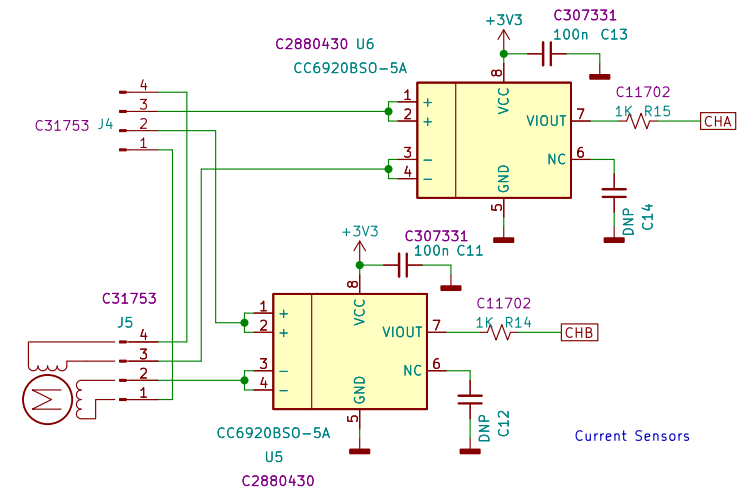 +3V3
C307331
100n C13
C2880430 U6
CC6920BSO-5A
8
VCC
C11702
1K R15
4
3
2
1
C31753 J4
1
2
3
4
+
+
−
−
VIOUT
7
CHA
NC
6
GND
5
DNP
C14
+3V3
C307331
100n C11
8
VCC
C31753
J5
4
3
2
1
1
2
3
4
+
+
−
−
C11702
1K R14
VIOUT
7
CHB
NC
6
GND
5
DNP
C12
CC6920BSO-5A
U5
C2880430
Current Sensors